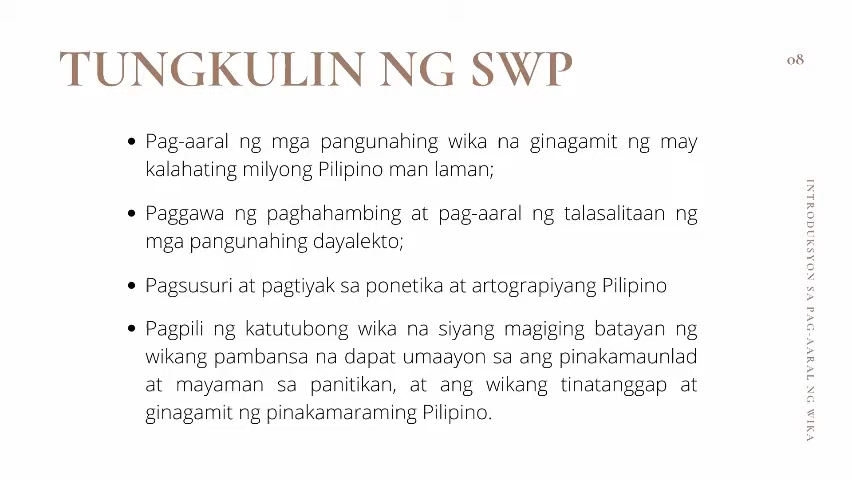 TUNGKULIN NG SWP
08
• Pag-aaral ng mga pangunahing wika na ginagamit ng may
kalahating milyong Pilipino man laman;
• Paggawa ng paghahambing at pag-aaral ng talasalitaan ng
mga pangunahing dayalekto;
• Pagsusuri at pagtiyak sa ponetika at artograpiyang Pilipino
• Pagpili ng katutubong wika na siyang magiging batayan ng
wikang pambansa na dapat umaayon sa ang pinakamaunlad
at mayaman sa panitikan, at ang wikang tinatanggap at
ginagamit ng pinakamaraming Pilipino.
INTRODUKSYON SA PAG-AARAL NG WIKA